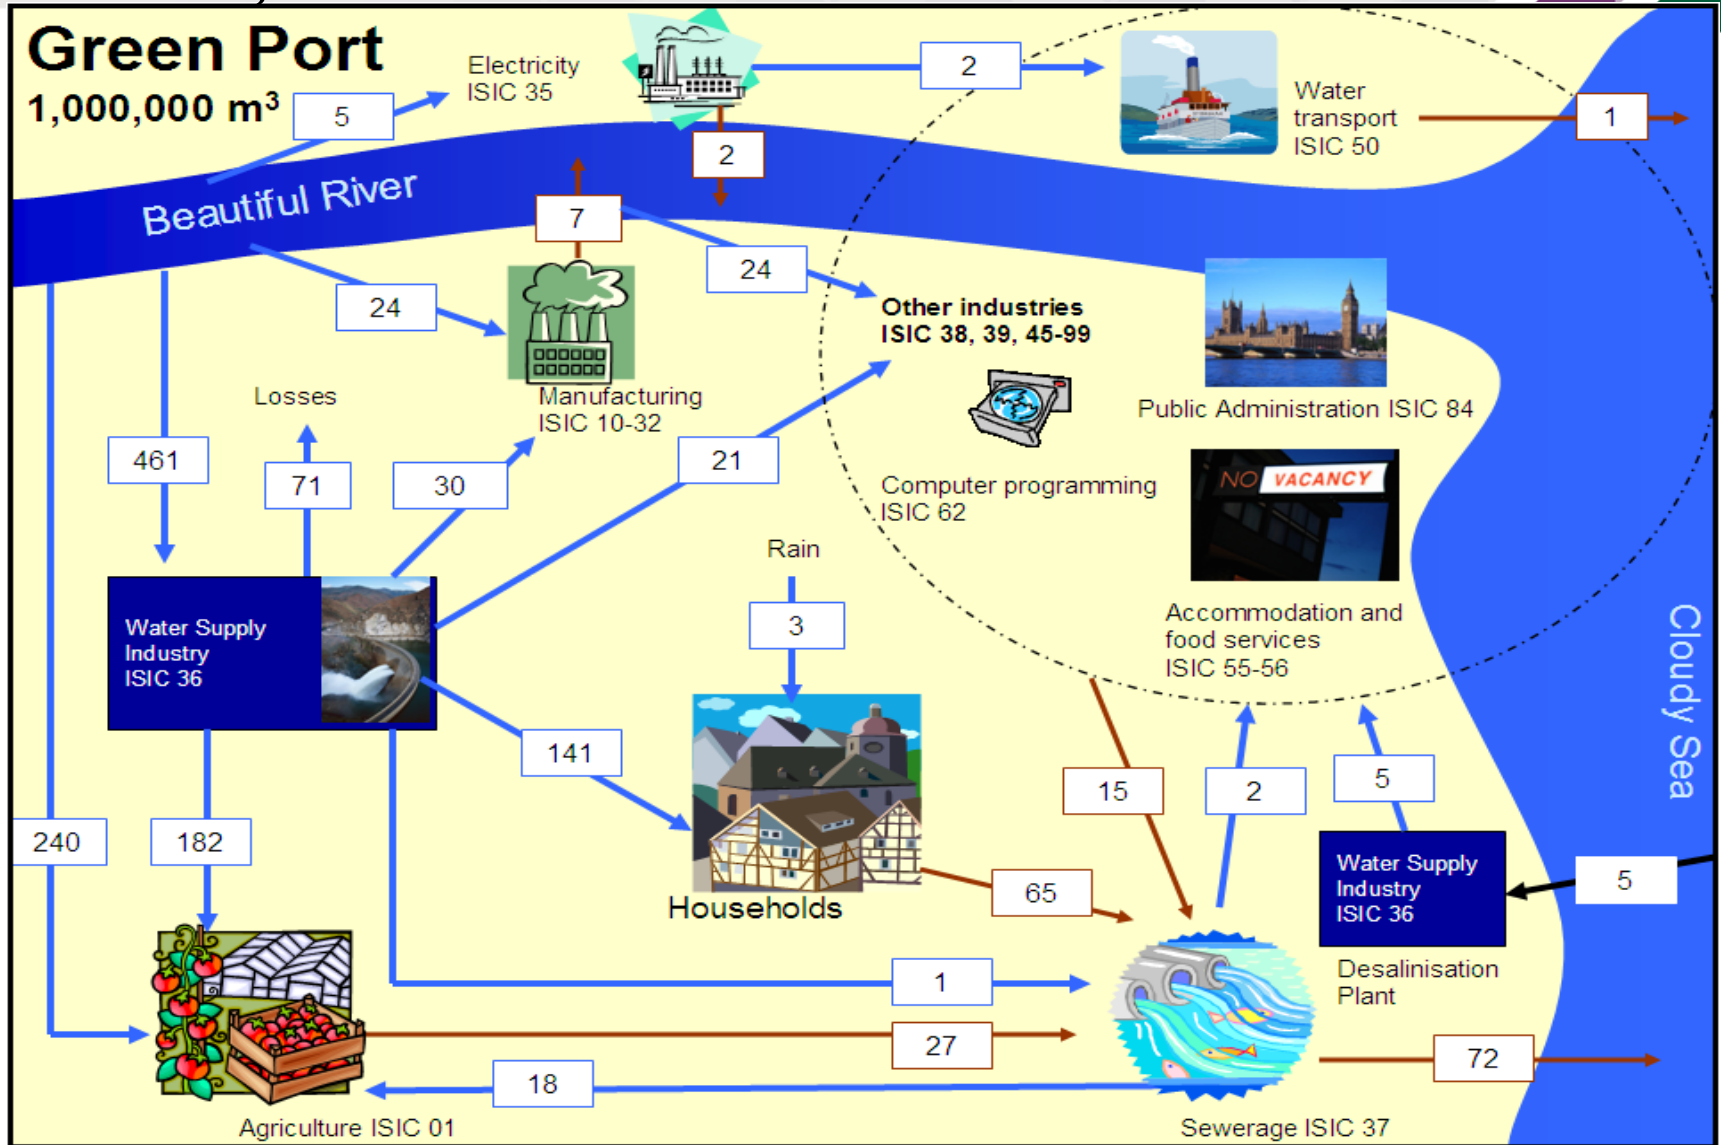 Green Port
1,000,000 m³
Electricity
ISIC 35
2
Water
transport
ISIC 50
1
5
2
Beautiful River
7
24
24
Other industries
ISIC 38, 39, 45-99
Public Administration ISIC 84
Manufacturing
ISIC 10-32
Losses
461
71
30
21
NO VACANCY
Computer programming
ISIC 62
Rain
3
Accommodation and
food services
ISIC 55-56
Cloudy Sea
Water Supply
Industry
ISIC 36
141
15
2
5
240
182
Households
65
Water Supply
Industry
ISIC 36
5
Desalinisation
Plant
1
27
72
18
Agriculture ISIC 01
Sewerage ISIC 37